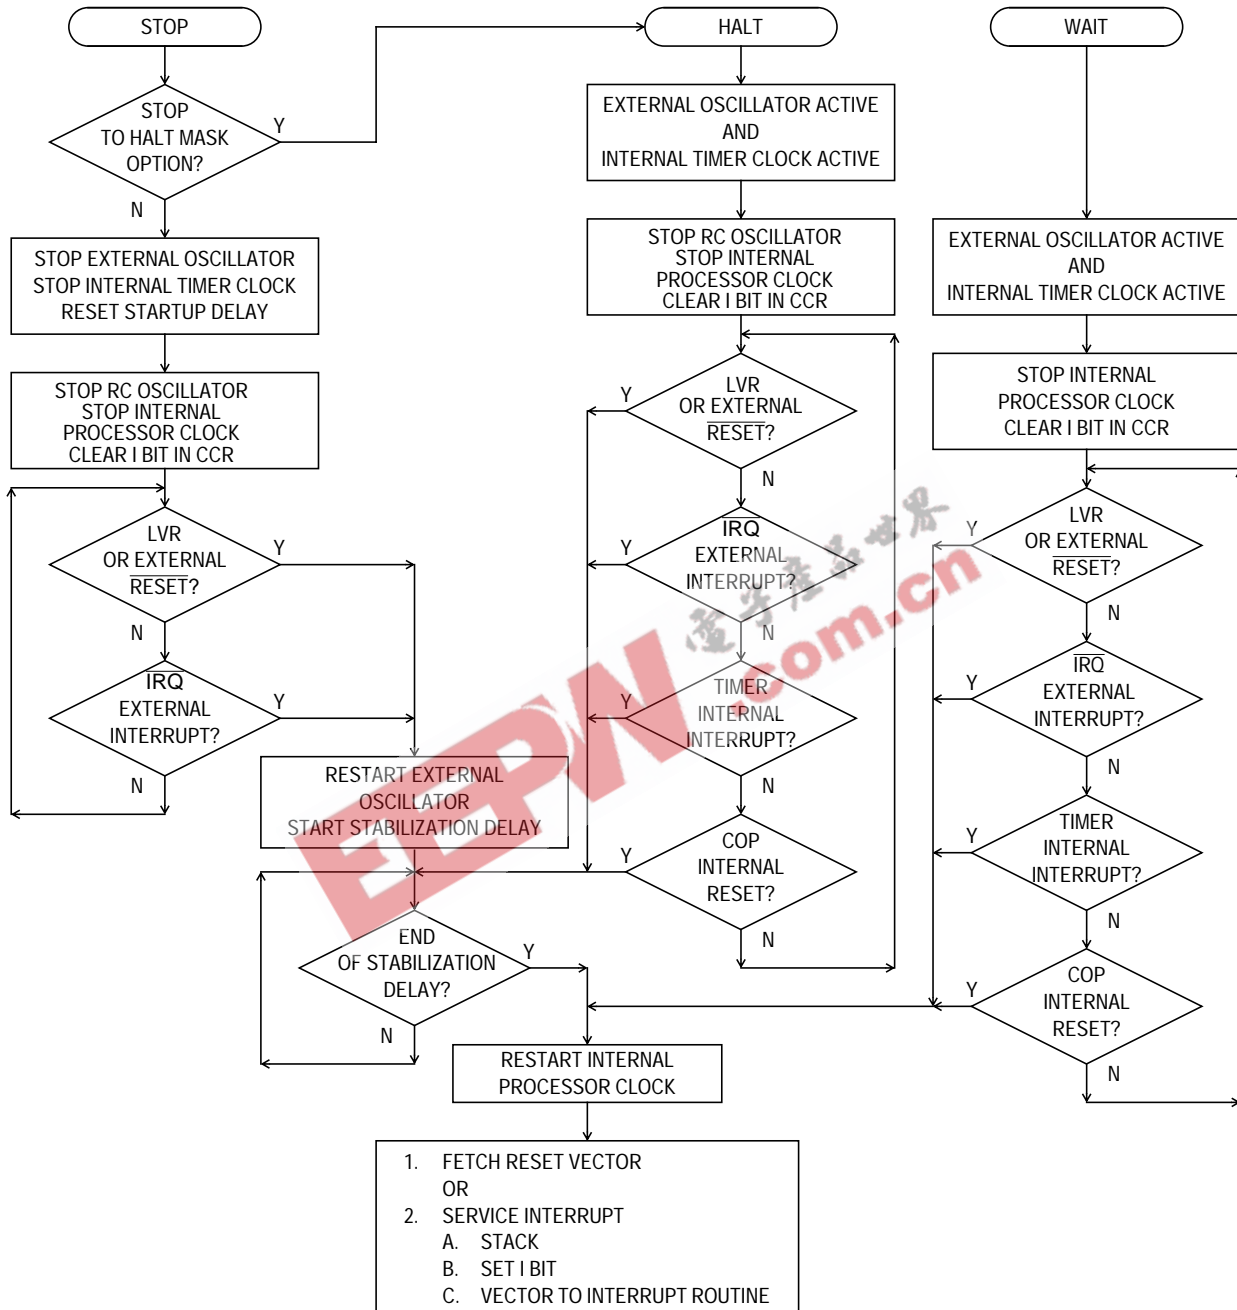 STOP
HALT
WAIT
STOP
TO HALT MASK
OPTION?
Y
N
STOP EXTERNAL OSCILLATOR
STOP INTERNAL TIMER CLOCK
RESET STARTUP DELAY
STOP RC OSCILLATOR
STOP INTERNAL
PROCESSOR CLOCK
CLEAR I BIT IN CCR
LVR
OR EXTERNAL
RESET?
Y
N
IRQ
EXTERNAL
INTERRUPT?
Y
N
RESTART EXTERNAL
OSCILLATOR
START STABILIZATION DELAY
END
OF STABILIZATION
DELAY?
Y
N
EXTERNAL OSCILLATOR ACTIVE
AND
INTERNAL TIMER CLOCK ACTIVE
STOP RC OSCILLATOR
STOP INTERNAL
PROCESSOR CLOCK
CLEAR I BIT IN CCR
LVR
OR EXTERNAL
RESET?
Y
N
IRQ
EXTERNAL
INTERRUPT?
Y
N
TIMER
INTERNAL
INTERRUPT?
Y
N
COP
INTERNAL
RESET?
Y
N
EXTERNAL OSCILLATOR ACTIVE
AND
INTERNAL TIMER CLOCK ACTIVE
STOP INTERNAL
PROCESSOR CLOCK
CLEAR I BIT IN CCR
LVR
OR EXTERNAL
RESET?
Y
N
IRQ
EXTERNAL
INTERRUPT?
Y
N
TIMER
INTERNAL
INTERRUPT?
Y
N
COP
INTERNAL
RESET?
Y
N
RESTART INTERNAL
PROCESSOR CLOCK
1. FETCH RESET VECTOR
OR
2. SERVICE INTERRUPT
A. STACK
B. SET I BIT
C. VECTOR TO INTERRUPT ROUTINE
EEPW
.com.cn
電子產品世界